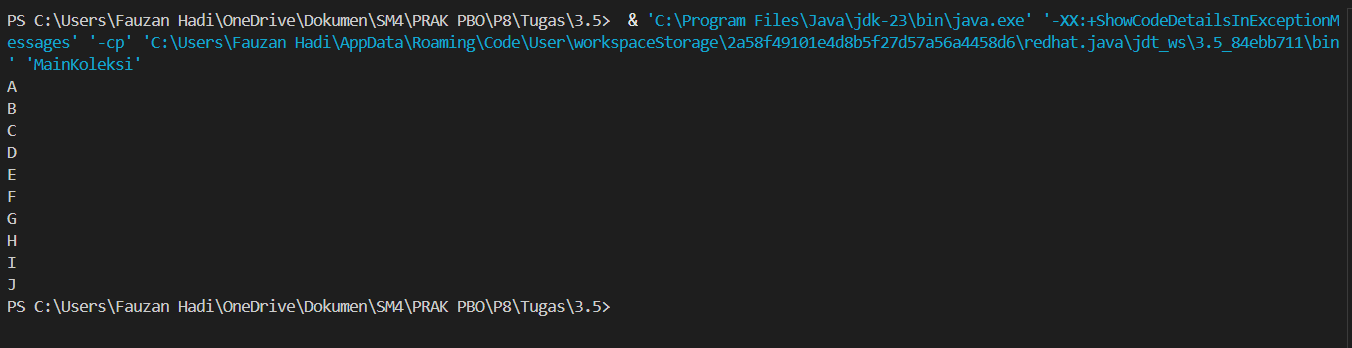 PS C:\Users\Fauzan Hadi\OneDrive\Dokumen\SM4\PRAK PBO\P8\Tugas\3.5>  & 'C:\Program Files\Java\jdk-23\bin\java.exe' '-XX:+ShowCodeDetailsInExceptionM
essages' '-cp' 'C:\Users\Fauzan Hadi\AppData\Roaming\Code\User\workspaceStorage\2a58f49101e4d8b5f27d57a56a4458d6\redhat.java\jdt_ws\3.5_84ebb711\bin
' 'MainKoleksi'
A
B
C
D
E
F
G
H
I
J
PS C:\Users\Fauzan Hadi\OneDrive\Dokumen\SM4\PRAK PBO\P8\Tugas\3.5>